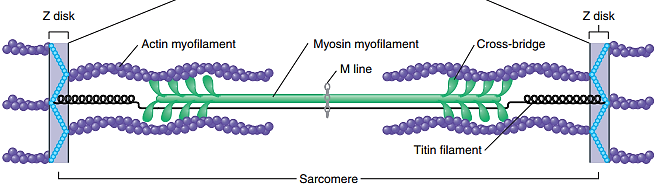 Z disk
Z disk
Actin myofilament
Myosin myofilament
Cross-bridge
M line
Titin filament
Sarcomere